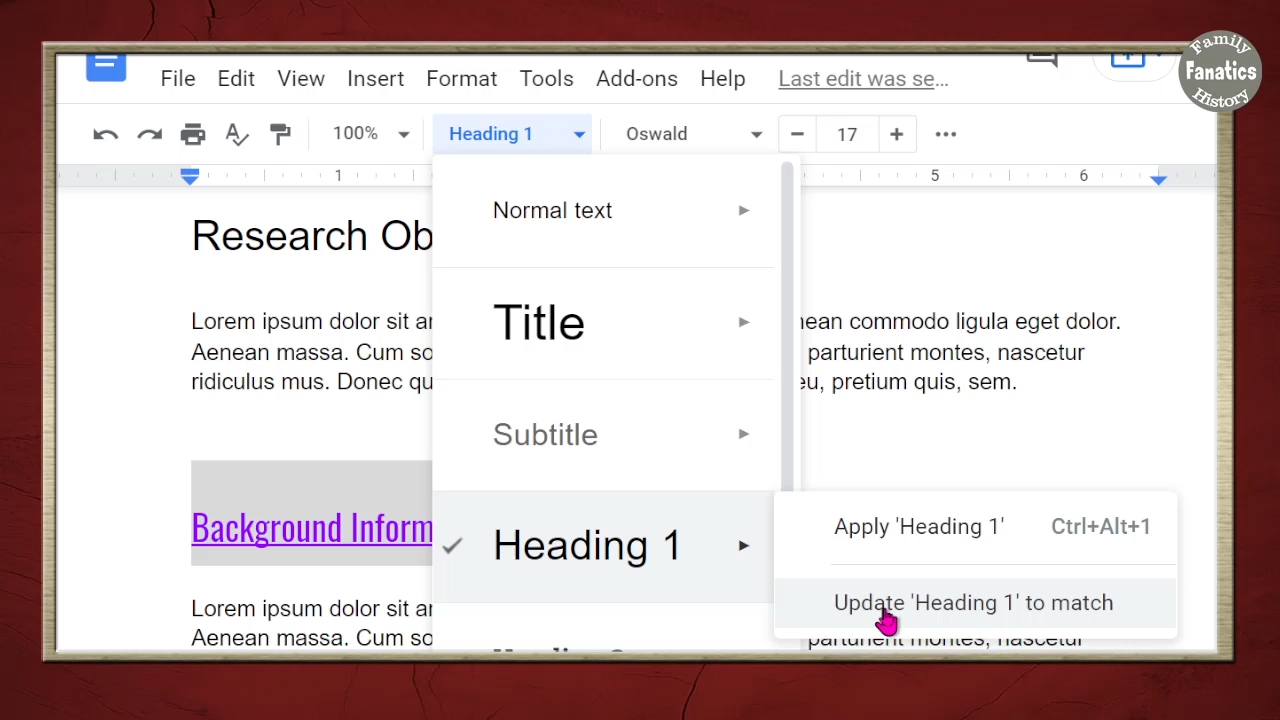 Family
Fanatics
History
File Edit View Insert Format Tools Add-ons Help Last edit was se...
100% Heading 1 Oswald 17
1 5 6
Normal text
Research Ob
Title
Lorem ipsum dolor sit ar nean commodo ligula eget dolor.
Aenean massa. Cum so parturient montes, nascetur
ridiculus mus. Donec qu eu, pretium quis, sem.
Subtitle
Background Inform
Heading 1
Apply 'Heading 1' Ctrl+Alt+1
Update 'Heading 1' to match
Lorem ipsum dolor sit ar
Aenean massa. Cum so parturient montes, nascetur